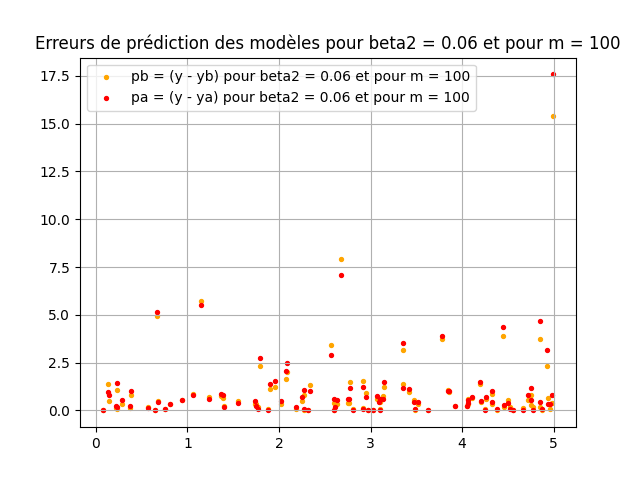 Erreurs de prédiction des modèles pour beta2 = 0.06 et pour m = 100
pb = (y - yb) pour beta2 = 0.06 et pour m = 100
pa = (y - ya) pour beta2 = 0.06 et pour m = 100
17.5
15.0
12.5
10.0
7.5
5.0
2.5
0.0
0 1 2 3 4 5